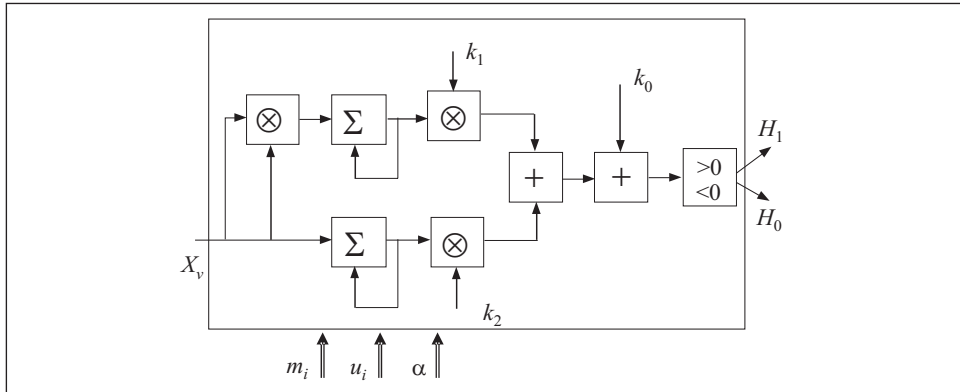 k₁
k₀
⊗
Σ
⊗
H₁
+
+
>0
<0
H₀
Σ
⊗
Xᵥ
k₂
mᵢ
uᵢ
α